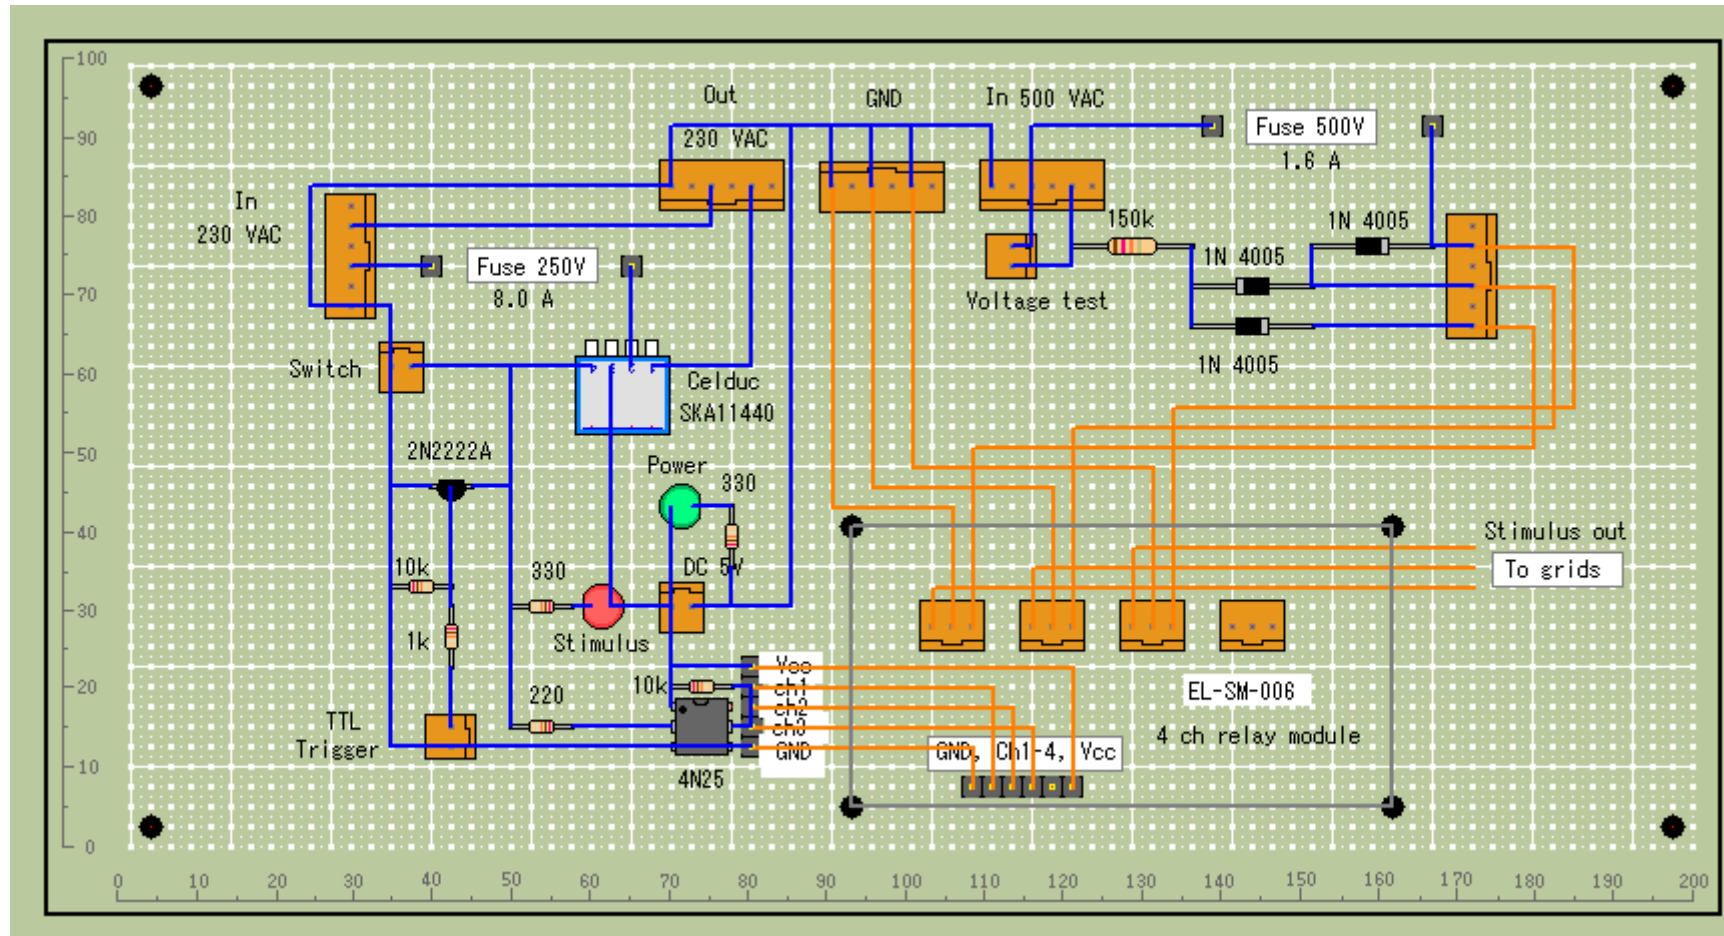 100
90
80
70
60
50
40
30
20
10
0
0 10 20 30 40 50 60 70 80 90 100 110 120 130 140 150 160 170 180 190 200
Out
230 VAC
GND
In 500 VAC
Fuse 500V
1.6 A
In
230 VAC
Fuse 250V
8.0 A
150k
1N 4005
1N 4005
1N 4005
Voltage test
Switch
Celduc
SKA11440
2N2222A
Power
330
DC 5V
10k
330
1k
Stimulus
Stimulus out
To grids
TTL
Trigger
220
10k
4N25
Vcc
ch1
ch2
ch3
GND
EL-SM-006
4 ch relay module
GND, Ch1-4, Vcc